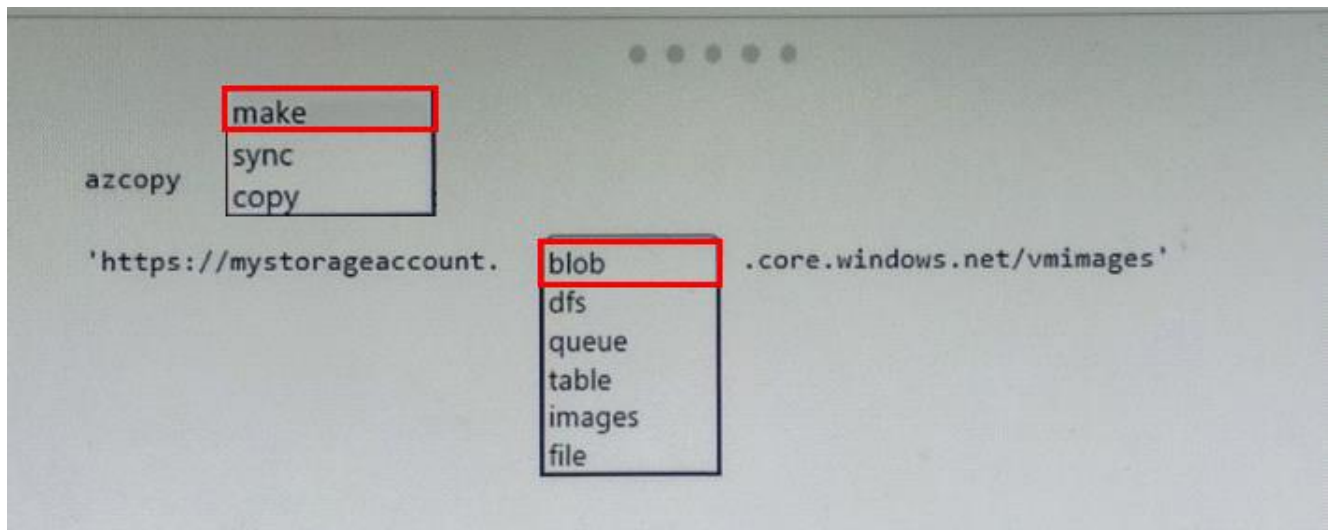 make
sync
azcopy
copy
'https://mystorageaccount.
blob
.core.windows.net/vmimages'
dfs
queue
table
images
file